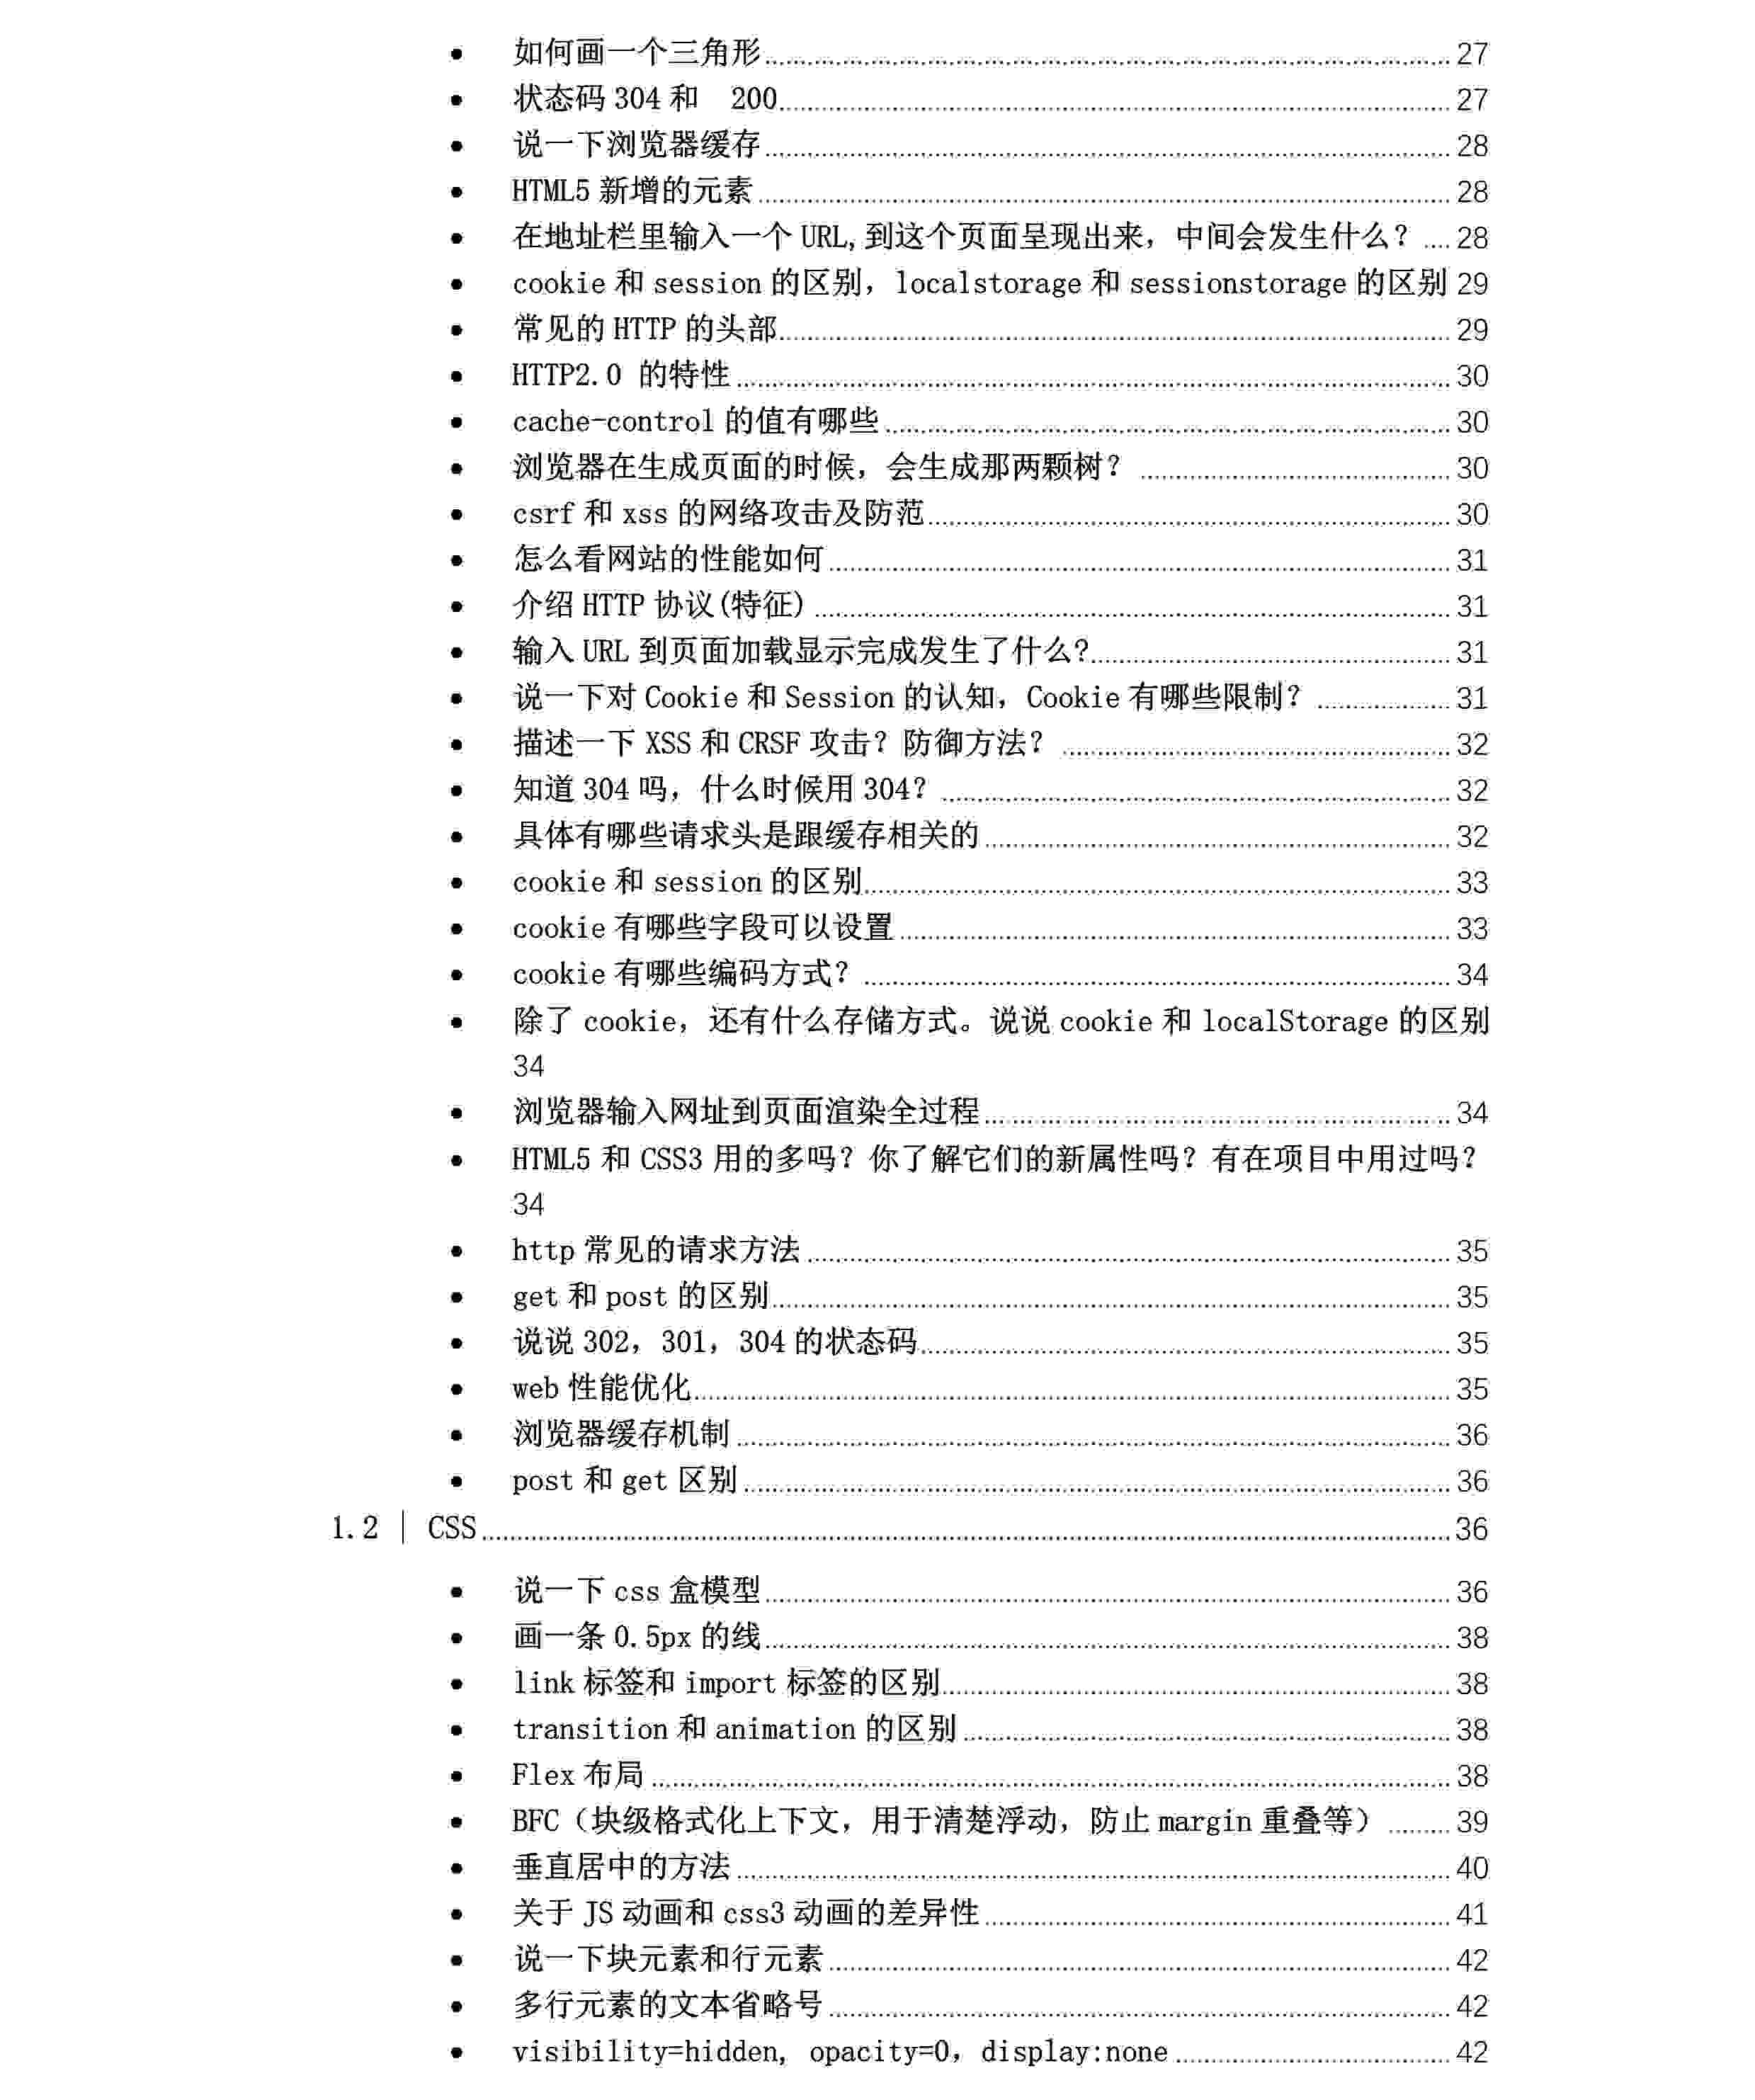 • 如何画一个三角形 27
• 状态码 304 和 200 27
• 说一下浏览器缓存 28
• HTML5 新增的元素 28
• 在地址栏里输入一个 URL,到这个页面呈现出来，中间会发生什么？ 28
• cookie 和 session 的区别，localstorage 和 sessionstorage 的区别 29
• 常见的 HTTP 的头部 29
• HTTP2.0 的特性 30
• cache-control 的值有哪些 30
• 浏览器在生成页面的时候，会生成那两颗树？ 30
• csrf 和 xss 的网络攻击及防范 30
• 怎么看网站的性能如何 31
• 介绍 HTTP 协议(特征) 31
• 输入 URL 到页面加载显示完成发生了什么? 31
• 说一下对 Cookie 和 Session 的认知，Cookie 有哪些限制？ 31
• 描述一下 XSS 和 CRSF 攻击？防御方法？ 32
• 知道 304 吗，什么时候用 304？ 32
• 具体有哪些请求头是跟缓存相关的 32
• cookie 和 session 的区别 33
• cookie 有哪些字段可以设置 33
• cookie 有哪些编码方式？ 34
• 除了 cookie，还有什么存储方式。说说 cookie 和 localStorage 的区别
34
• 浏览器输入网址到页面渲染全过程 34
• HTML5 和 CSS3 用的多吗？你了解它们的新属性吗？有在项目中用过吗？
34
• http 常见的请求方法 35
• get 和 post 的区别 35
• 说说 302，301，304 的状态码 35
• web 性能优化 35
• 浏览器缓存机制 36
• post 和 get 区别 36
1.2 | CSS 36
• 说一下 css 盒模型 36
• 画一条 0.5px 的线 38
• link 标签和 import 标签的区别 38
• transition 和 animation 的区别 38
• Flex 布局 38
• BFC（块级格式化上下文，用于清楚浮动，防止 margin 重叠等） 39
• 垂直居中的方法 40
• 关于 JS 动画和 css3 动画的差异性 41
• 说一下块元素和行元素 42
• 多行元素的文本省略号 42
• visibility=hidden, opacity=0，display:none 42